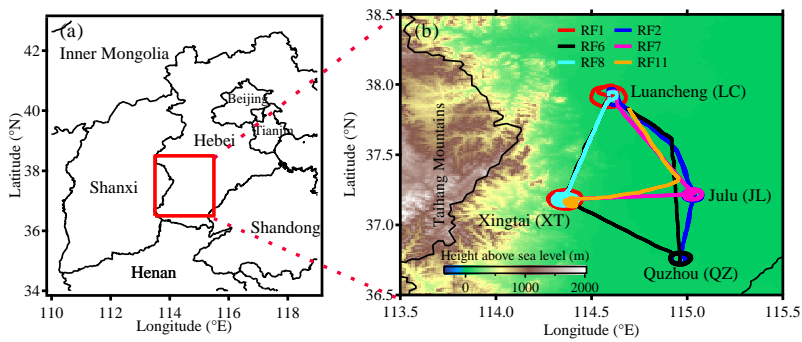 (a)
Inner Mongolia
Beijing
Tianjin
Hebei
Shanxi
Shandong
Henan
42
40
38
36
34
Latitude (°N)
110
112
114
116
118
Longitude (°E)
(b)
RF1
RF2
RF6
RF7
RF8
RF11
Luancheng (LC)
Taihang Mountains
Julu (JL)
Xingtai (XT)
Quzhou (QZ)
Height above sea level (m)
0
1000
2000
38.5
38.0
37.5
37.0
36.5
Latitude (°N)
113.5
114.0
114.5
115.0
115.5
Longitude (°E)